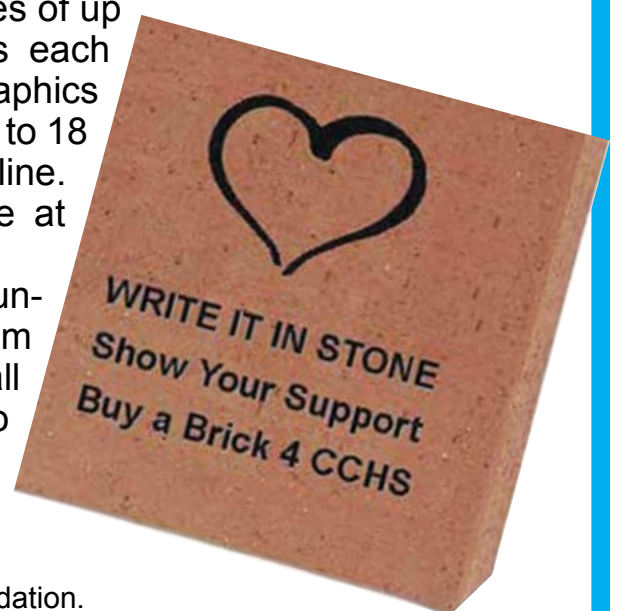 es of up
s each
aphics
to 18
line.
e at
un-
m
all
o
dation.
WRITE IT IN STONE
Show Your Support
Buy a Brick 4 CCHS